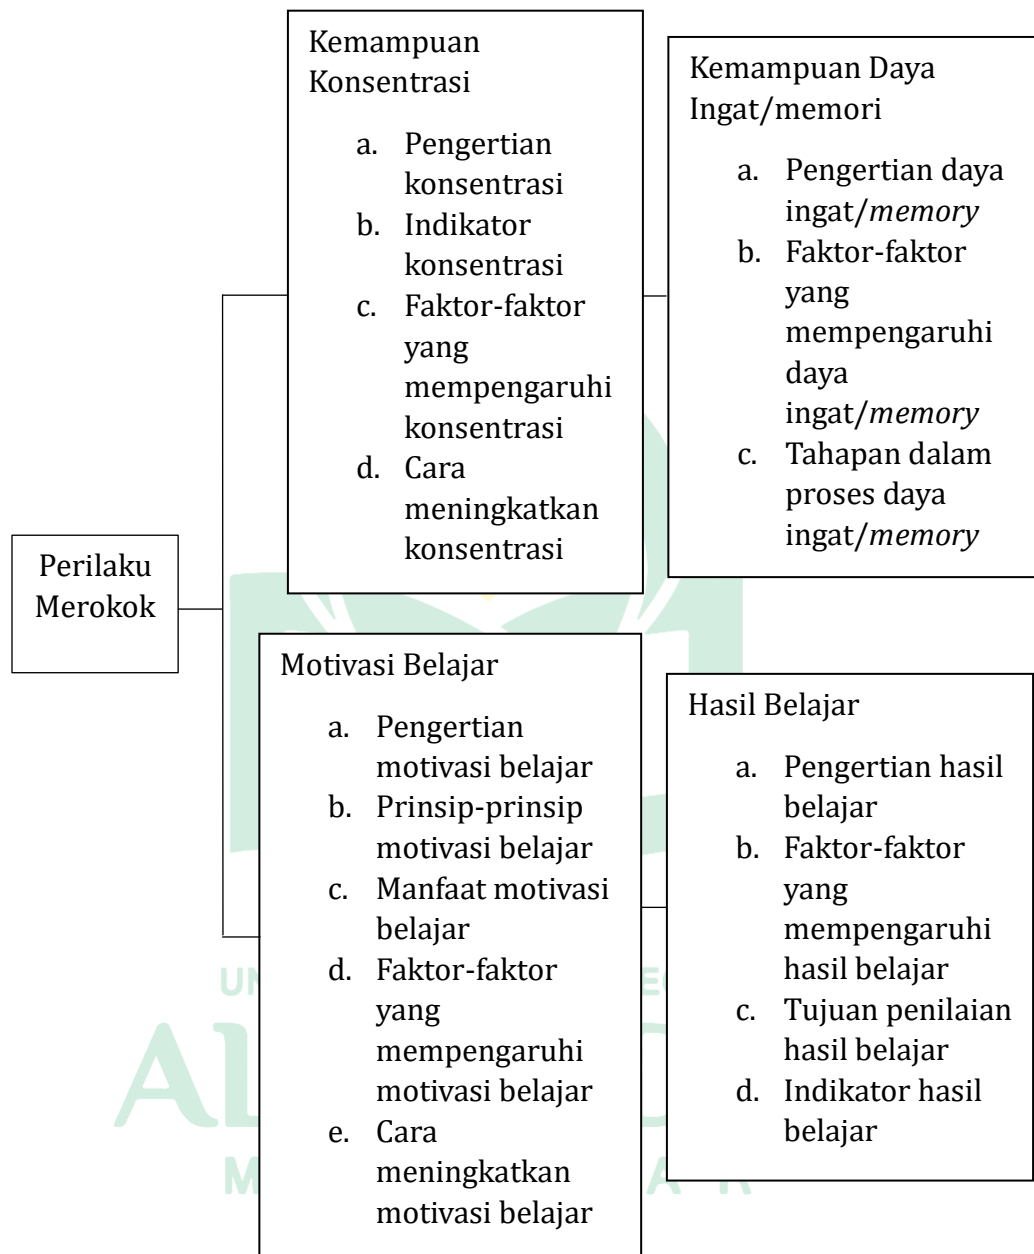 Kemampuan
Konsentrasi
a. Pengertian
konsentrasi
b. Indikator
konsentrasi
c. Faktor-faktor
yang
mempengaruhi
konsentrasi
d. Cara
meningkatkan
konsentrasi
Kemampuan Daya
Ingat/memori
a. Pengertian daya
ingat/memory
b. Faktor-faktor
yang
mempengaruhi
daya
ingat/memory
c. Tahapan dalam
proses daya
ingat/memory
Perilaku
Merokok
Motivasi Belajar
a. Pengertian
motivasi belajar
b. Prinsip-prinsip
motivasi belajar
c. Manfaat motivasi
belajar
d. Faktor-faktor
yang
mempengaruhi
motivasi belajar
e. Cara
meningkatkan
motivasi belajar
Hasil Belajar
a. Pengertian hasil
belajar
b. Faktor-faktor
yang
mempengaruhi
hasil belajar
c. Tujuan penilaian
hasil belajar
d. Indikator hasil
belajar